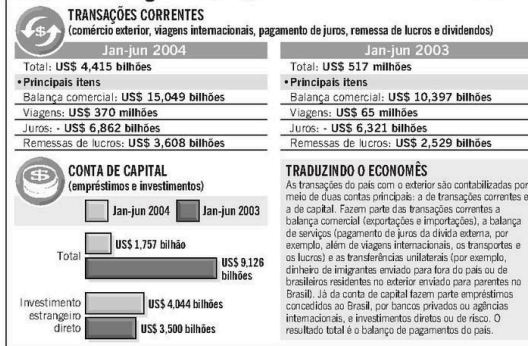 TRANSAÇÕES CORRENTES
(comércio exterior, viagens internacionais, pagamento de juros, remessa de lucros e dividendos)
Jan-jun 2004
Total: US$ 4,415 bilhões
• Principais itens
Balança comercial: US$ 15,049 bilhões
Viagens: US$ 370 milhões
Juros: - US$ 6,862 bilhões
Remessas de lucros: US$ 3,608 bilhões
Jan-jun 2003
Total: US$ 517 milhões
• Principais itens
Balança comercial: US$ 10,397 bilhões
Viagens: US$ 65 milhões
Juros: - US$ 6,321 bilhões
Remessas de lucros: US$ 2,529 bilhões
CONTA DE CAPITAL
(empréstimos e investimentos)
Jan-jun 2004
Jan-jun 2003
Total
US$ 1,757 bilhão
US$ 9,126
bilhões
Investimento
estrangeiro
direto
US$ 4,044 bilhões
US$ 3,500 bilhões
TRADUZINDO O ECONOMÊS
As transações do país com o exterior são contabilizadas por
meio de duas contas principais: a de transações correntes e
a de capital. Fazem parte das transações correntes a
balança comercial (exportações e importações), a balança
de serviços (pagamento de juros da dívida externa, por
exemplo, além de viagens internacionais, os transportes e
os lucros) e as transferências unilaterais (por exemplo,
dinheiro de imigrantes enviado para fora do país ou de
brasileiros residentes no exterior enviado para parentes no
Brasil). Já da conta de capital fazem parte empréstimos
concedidos ao Brasil, por bancos privados ou agências
internacionais, e investimentos diretos ou de risco. O
resultado total é o balanço de pagamentos do país.